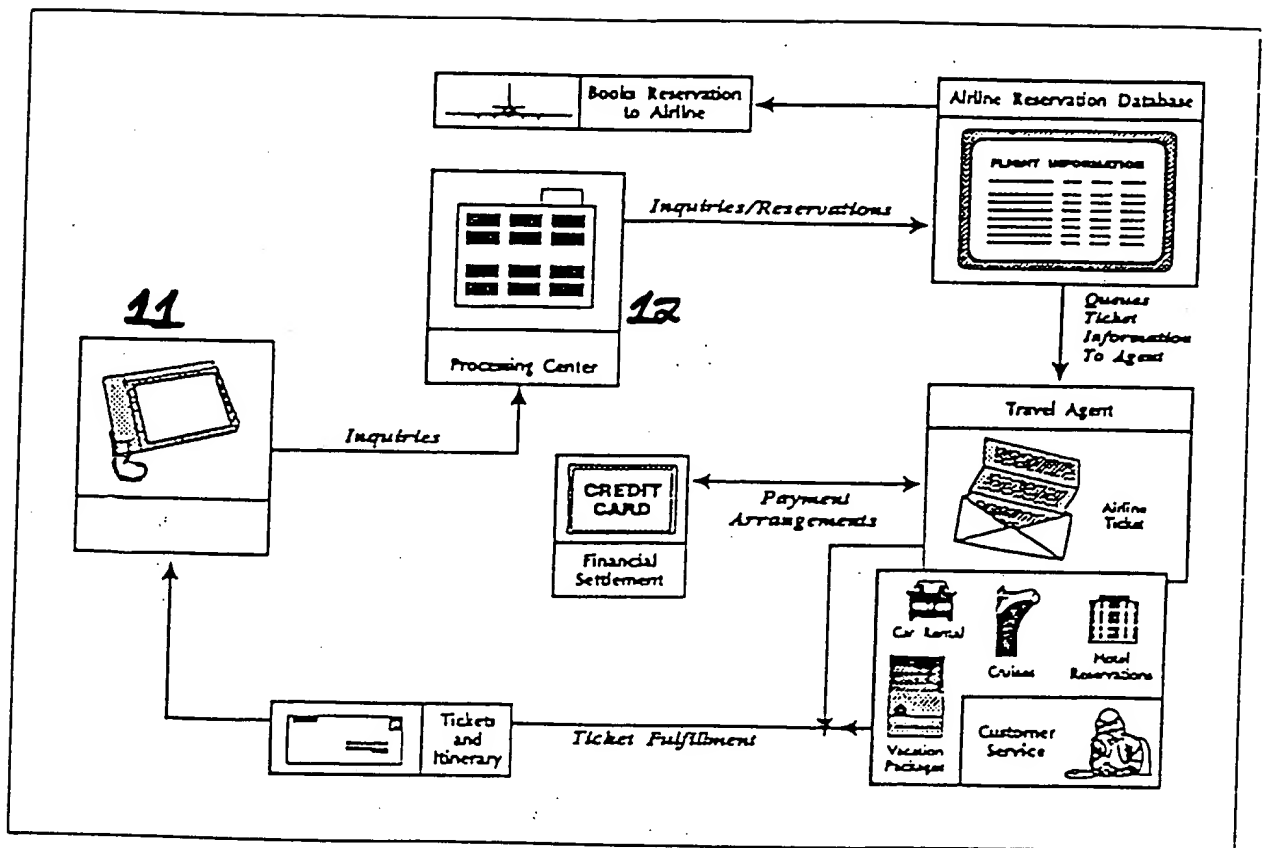 Books Reservation
to Airline
Airline Reservation Database
FLIGHT INFORMATION
Inquiries/Reservations
11
12
Processing Center
Queues
Ticket
Information
To Agent
Inquiries
Travel Agent
CREDIT
CARD
Payment
Arrangements
Airline
Ticket
Financial
Settlement
Car Rental
Cruises
Hotel
Reservations
Tickets
and
Itinerary
Ticket Fulfillment
Vacation
Packages
Customer
Service